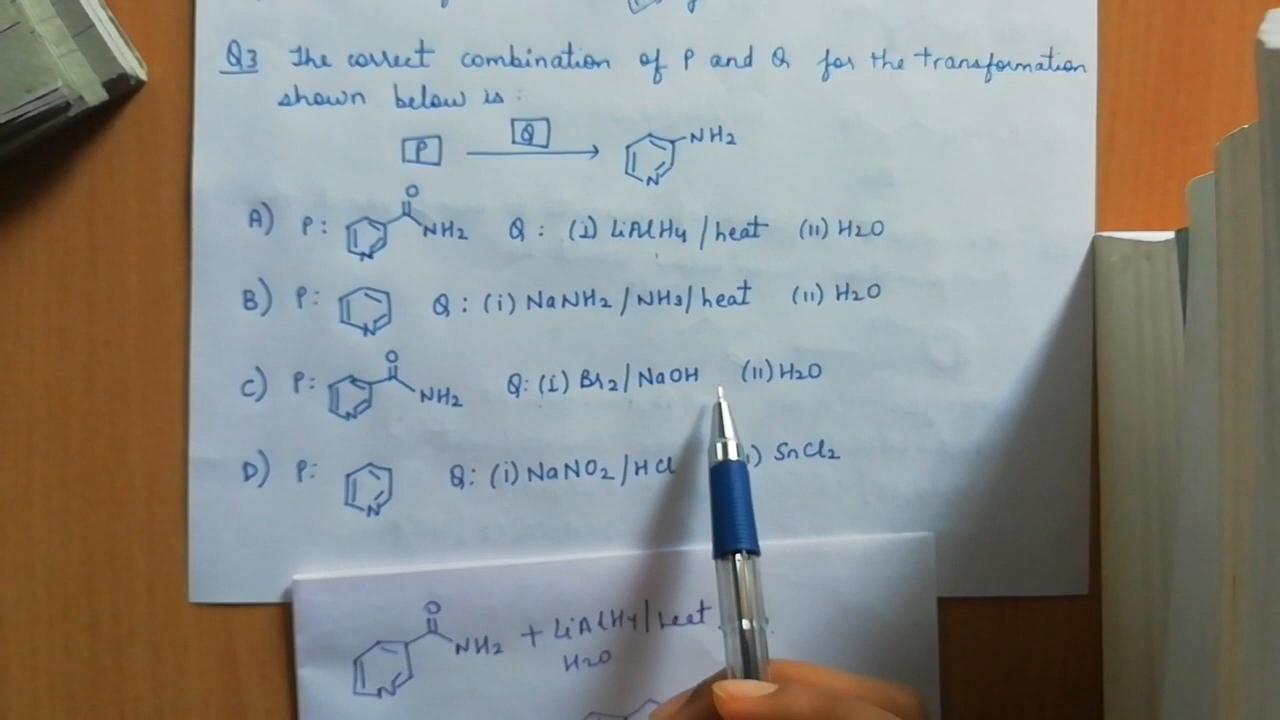 Q3 The correct combination of P and Q for the transformation
shown below is:
P Q NH2
N
A) P: O NH2 N Q: (i) LiAlH4/heat (ii) H2O
B) P: N Q: (i) NaNH2/NH3/heat (ii) H2O
C) P: O NH2 N Q: (i) Br2/NaOH (ii) H2O
D) P: N Q: (i) NaNO2/HCl i) SnCl2
O
NH2 + LiAlH4/heat
N H2O